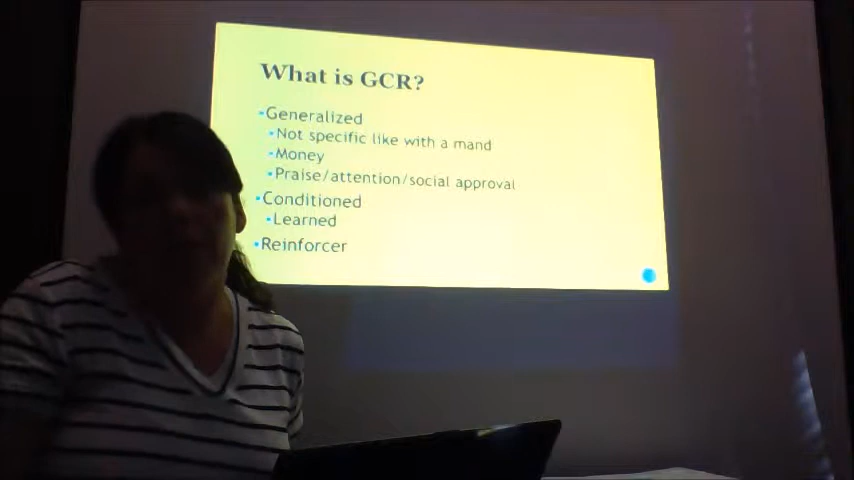 What is GCR?
▪Generalized
▪Not specific like with a mand
▪Money
▪Praise/attention/social approval
▪Conditioned
▪Learned
▪Reinforcer